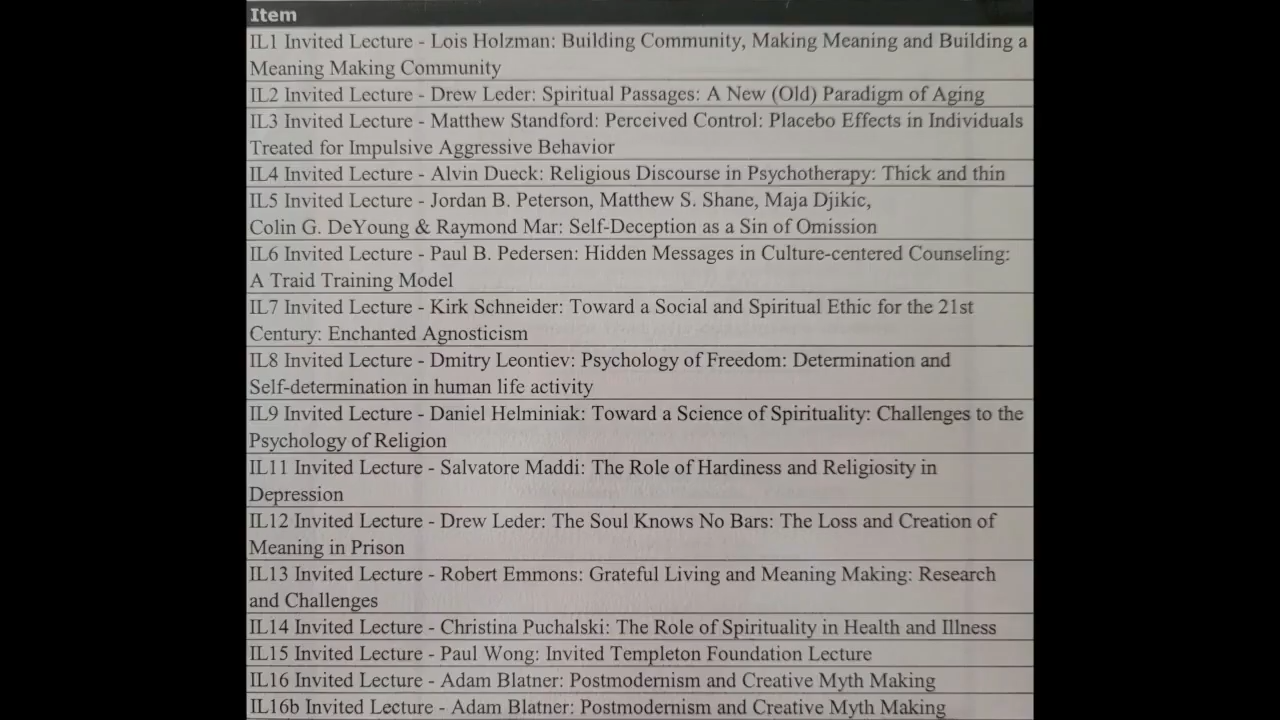 Item
IL1 Invited Lecture - Lois Holzman: Building Community, Making Meaning and Building a
Meaning Making Community
IL2 Invited Lecture - Drew Leder: Spiritual Passages: A New (Old) Paradigm of Aging
IL3 Invited Lecture - Matthew Standford: Perceived Control: Placebo Effects in Individuals
Treated for Impulsive Aggressive Behavior
IL4 Invited Lecture - Alvin Dueck: Religious Discourse in Psychotherapy: Thick and thin
IL5 Invited Lecture - Jordan B. Peterson, Matthew S. Shane, Maja Djikic,
Colin G. DeYoung & Raymond Mar: Self-Deception as a Sin of Omission
IL6 Invited Lecture - Paul B. Pedersen: Hidden Messages in Culture-centered Counseling:
A Traid Training Model
IL7 Invited Lecture - Kirk Schneider: Toward a Social and Spiritual Ethic for the 21st
Century: Enchanted Agnosticism
IL8 Invited Lecture - Dmitry Leontiev: Psychology of Freedom: Determination and
Self-determination in human life activity
IL9 Invited Lecture - Daniel Helminiak: Toward a Science of Spirituality: Challenges to the
Psychology of Religion
IL11 Invited Lecture - Salvatore Maddi: The Role of Hardiness and Religiosity in
Depression
IL12 Invited Lecture - Drew Leder: The Soul Knows No Bars: The Loss and Creation of
Meaning in Prison
IL13 Invited Lecture - Robert Emmons: Grateful Living and Meaning Making: Research
and Challenges
IL14 Invited Lecture - Christina Puchalski: The Role of Spirituality in Health and Illness
IL15 Invited Lecture - Paul Wong: Invited Templeton Foundation Lecture
IL16 Invited Lecture - Adam Blatner: Postmodernism and Creative Myth Making
IL16b Invited Lecture - Adam Blatner: Postmodernism and Creative Myth Making